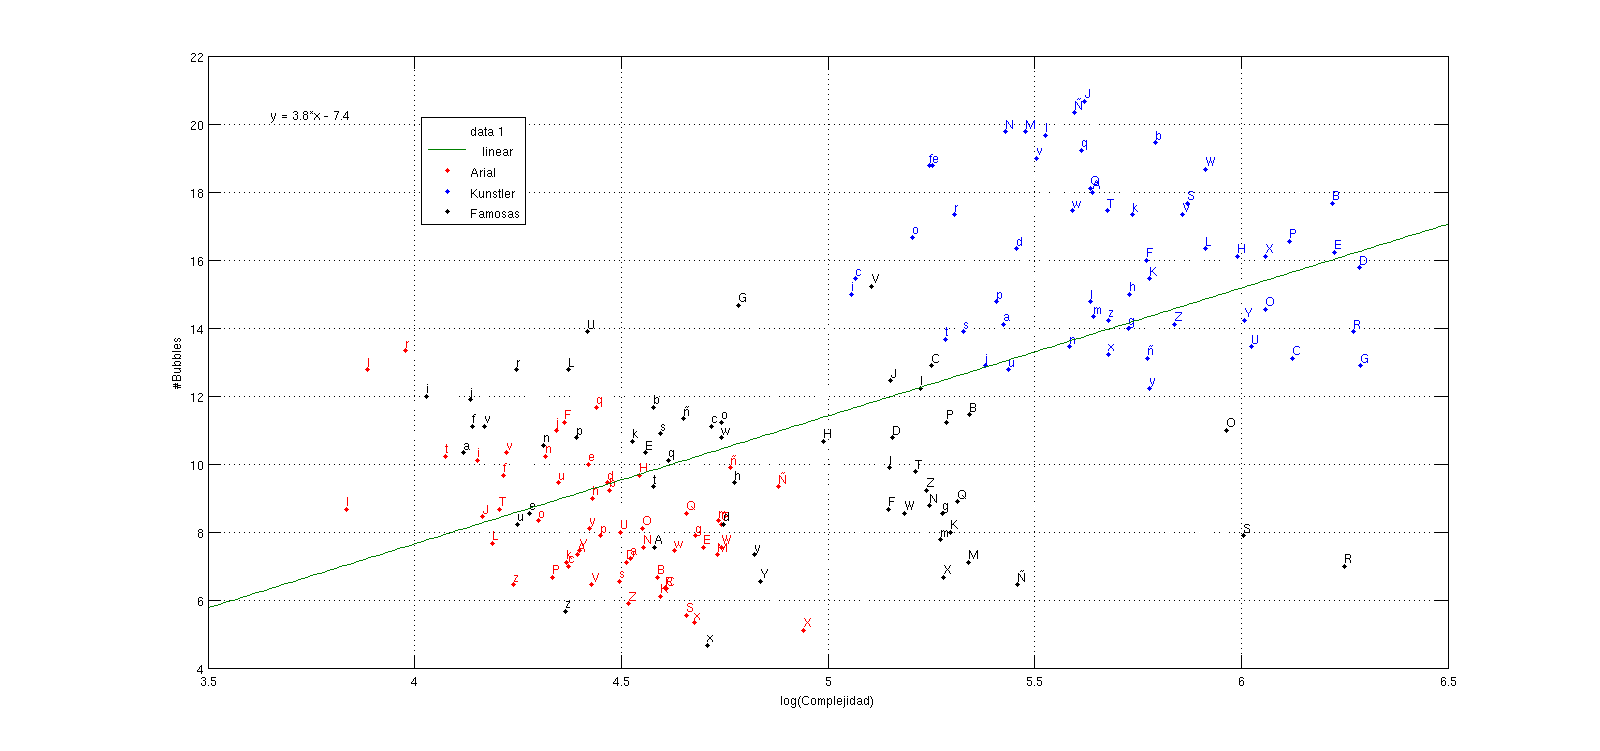 22
20
18
16
14
12
10
8
6
4
3.5
4
4.5
5
5.5
6
6.5
#Bubbles
log(Complejidad)
y = 3.8*x - 7.4
data 1
linear
Arial
Kunstler
Famosas
J
Ñ
N M I
q
b
v
fe
W
Q
A
S
B
r
w T k
V
o
d
L
P
F
H X E
c
V
K
D
i
p
h
G
l
a
m z
g
Z
Y
O
U
t s
R
r
n
x
ñ
U
C
l
r
L
C
j u
G
J
I
y
i
j
q
b
ñ
c o
B
f v
j F
P
n
p
k
s
w
H
D
O
t a i v n
E
q
e
ñ
J
T
f
u
d
b
H
t
h
Ñ
Z
l
J T
h
N
Q
u e o
Q
m d
F W
g
L
y p U O
g
K
S
m
A
N
w
E
W
M
y
k c
A
V
r a
M
R
z
P
V
s
B
K
C
Y
X
Ñ
z
Z
S
x
X
x